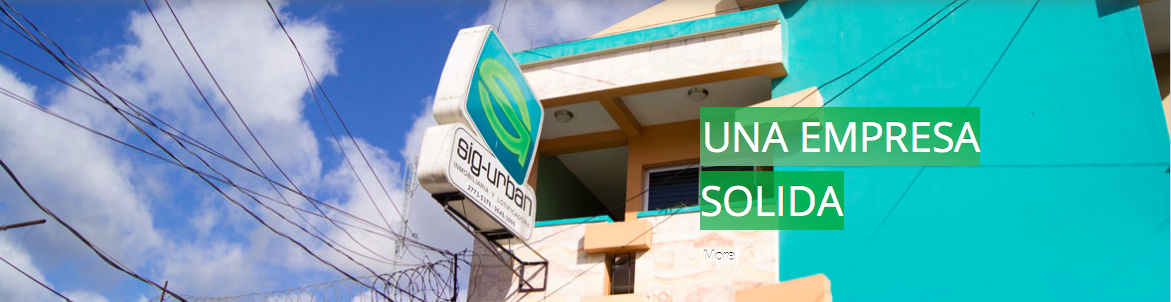 sig-urban
INMOBILIARIA Y LOTIFICADORA
UNA EMPRESA
SOLIDA
More